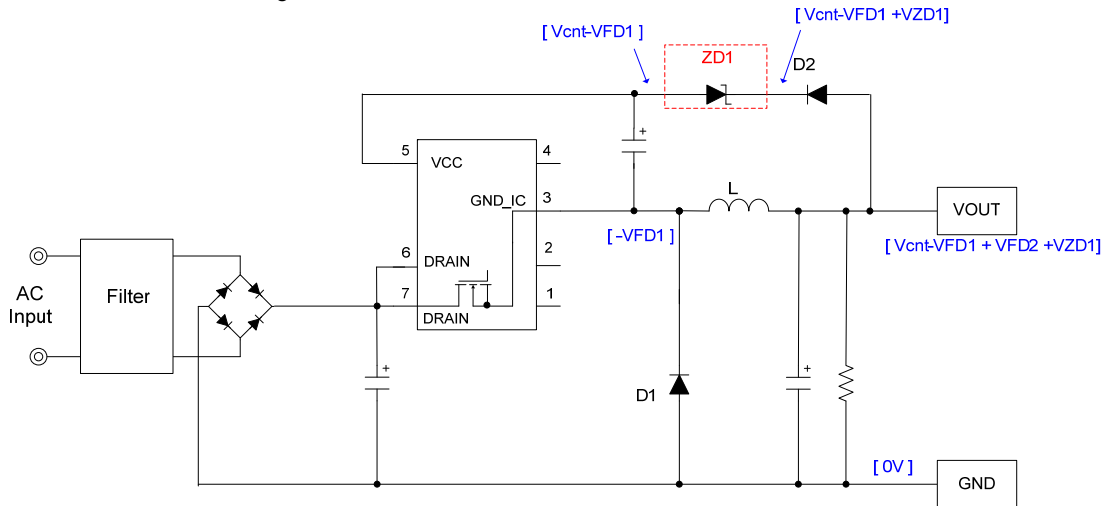 [ Vcnt-VFD1 ]
[ Vcnt-VFD1 +VZD1]
ZD1
D2
+
5
VCC
4
GND_IC
3
L
VOUT
[ -VFD1 ]
[ Vcnt-VFD1 + VFD2 +VZD1]
6
DRAIN
2
7
DRAIN
1
AC
Input
Filter
+
D1
+
[ 0V ]
GND